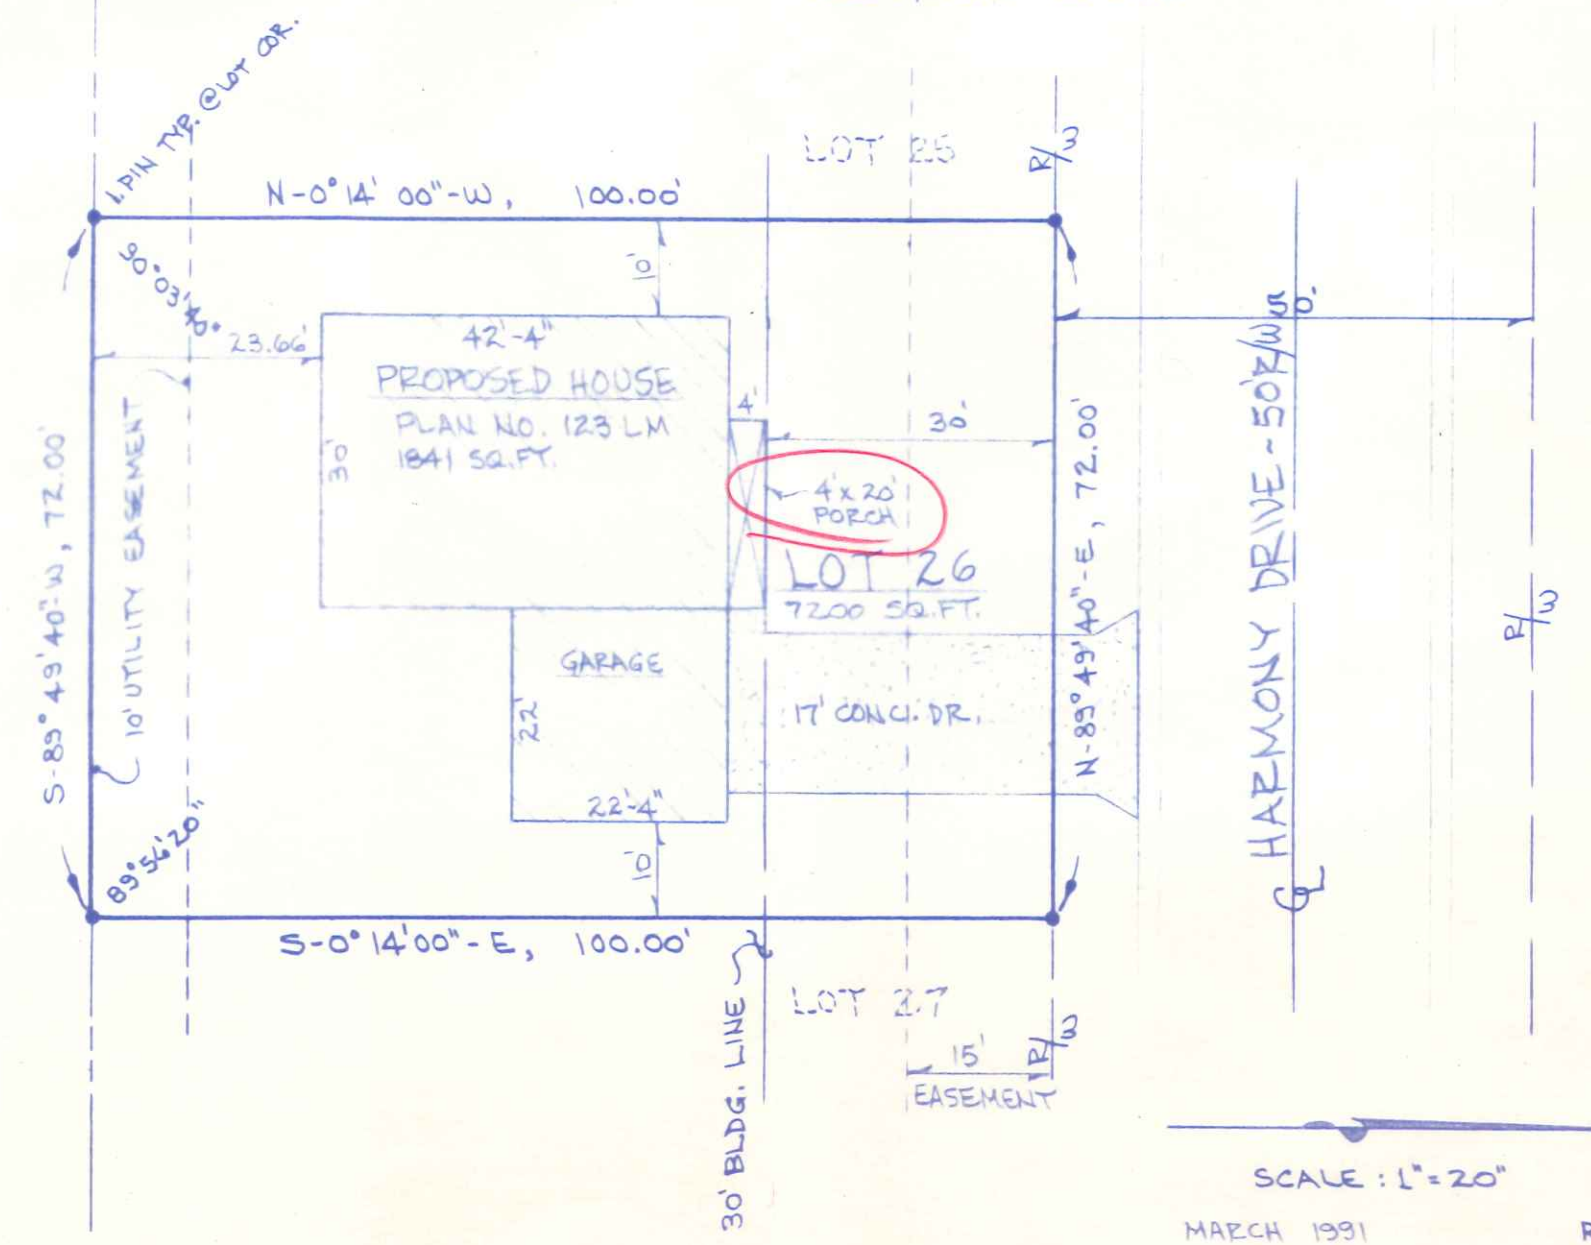 I. PIN TYP. @ LOT COR.
LOT 25
R/W
N-0° 14' 00"-W, 100.00'
90° 03' 40"
10'
23.66'
42'-4"
PROPOSED HOUSE
PLAN NO. 123 LM
1841 SQ.FT.
30'
4'
30'
4'x20'
PORCH
LOT 26
7200 SQ.FT.
S-89° 49' 40"-W, 72.00'
10' UTILITY EASEMENT
N-89° 49' 40"-E, 72.00'
HARMONY DRIVE ~ 50' R/W
50'
R/W
GARAGE
22'
22'-4"
17' CONC. DR.
89° 56' 20"
10'
S-0° 14' 00"-E, 100.00'
30' BLDG. LINE
LOT 27
15'
EASEMENT
R/W
CL
SCALE : 1" = 20"
MARCH 1991